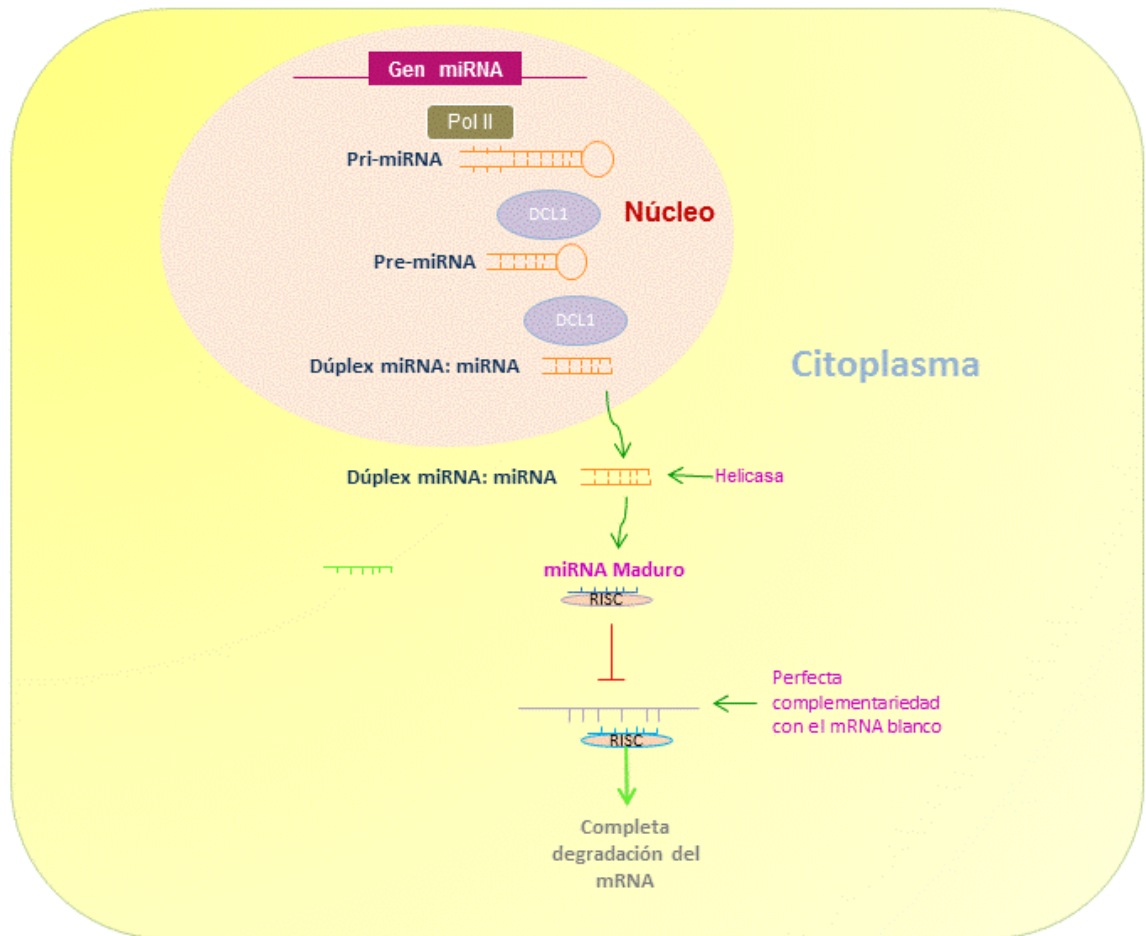 Gen miRNA
Pol II
Pri-miRNA
DCL1
Núcleo
Pre-miRNA
DCL1
Dúplex miRNA: miRNA
Citoplasma
Dúplex miRNA: miRNA
Helicasa
miRNA Maduro
RISC
Perfecta
complementariedad
con el mRNA blanco
RISC
Completa
degradación del
mRNA